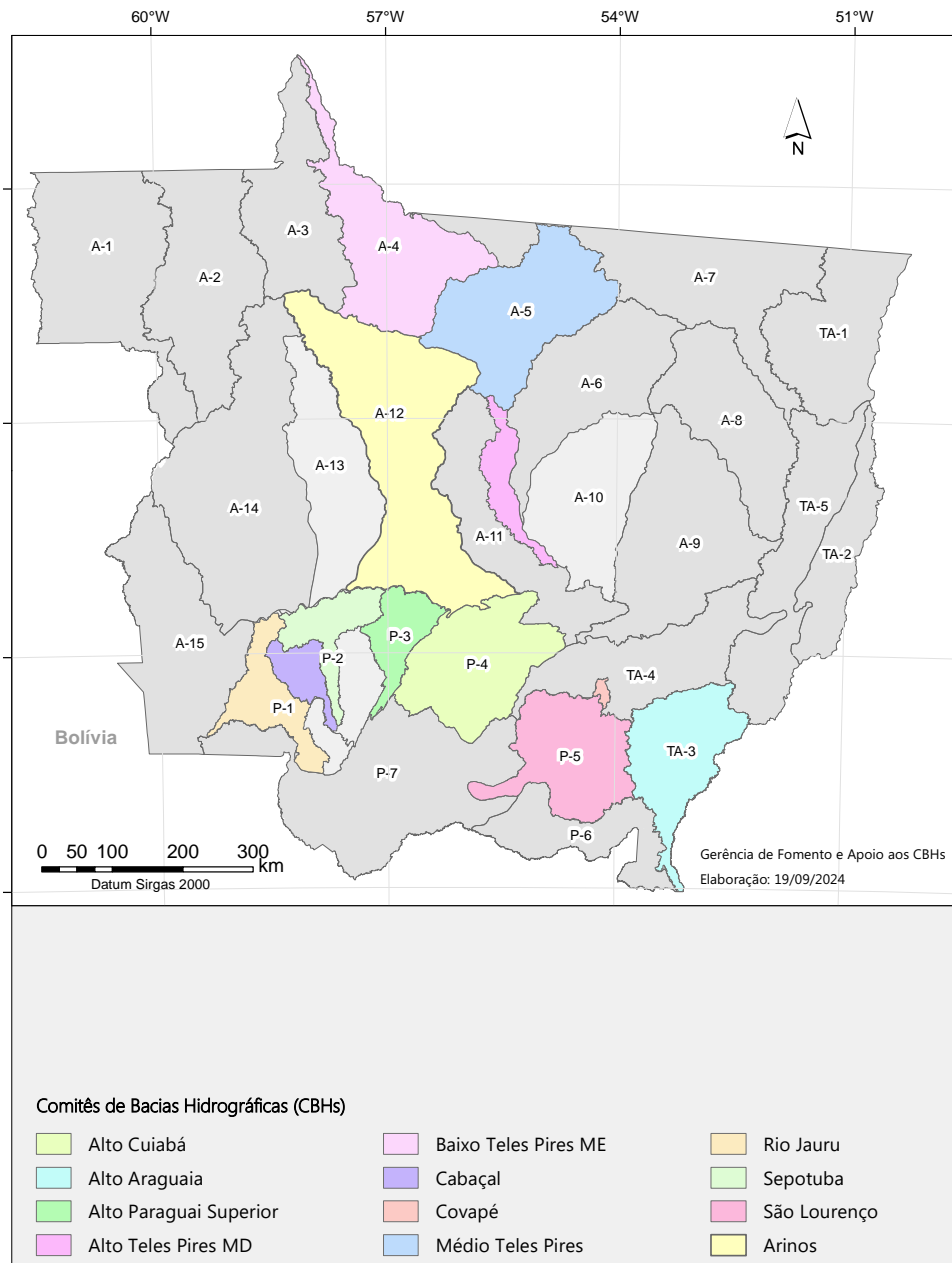 60°W 57°W 54°W 51°W
N
A-1
A-2
A-3
A-4
A-5
A-7
TA-1
A-6
A-12
A-8
A-13
A-10
A-14
TA-5
A-11
A-9
TA-2
A-15
P-3
P-2
P-4
TA-4
P-1
Bolívia
TA-3
P-5
P-7
P-6
0 50 100 200 300
km
Datum Sirgas 2000
Gerência de Fomento e Apoio aos CBHs
Elaboração: 19/09/2024
Comitês de Bacias Hidrográficas (CBHs)
Alto Cuiabá
Alto Araguaia
Alto Paraguai Superior
Alto Teles Pires MD
Baixo Teles Pires ME
Cabaçal
Covapé
Médio Teles Pires
Rio Jauru
Sepotuba
São Lourenço
Arinos